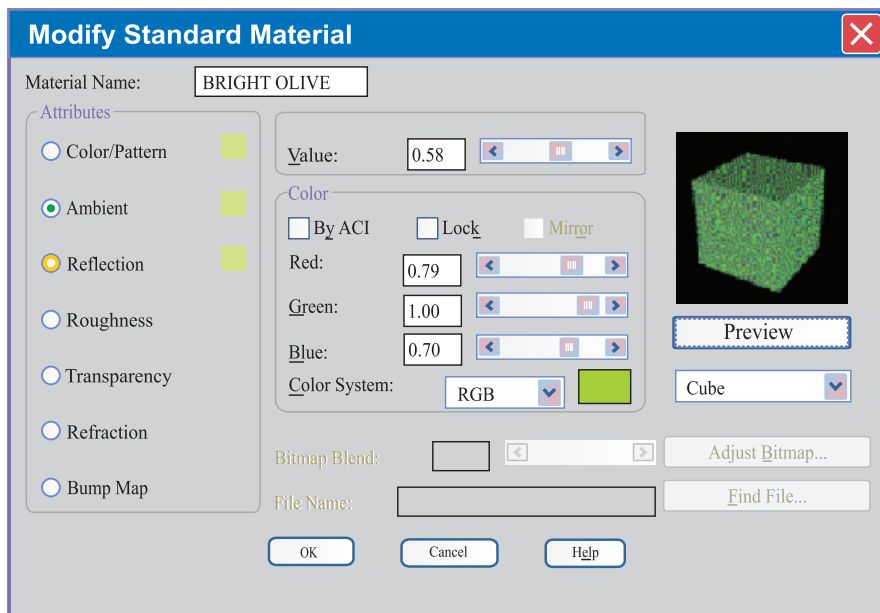 Modify Standard Material
Material Name: BRIGHT OLIVE
Attributes
Color/Pattern
Ambient
Reflection
Roughness
Transparency
Refraction
Bump Map
Value: 0.58
Color
By ACI Lock Mirror
Red: 0.79
Green: 1.00
Blue: 0.70
Color System: RGB
Preview
Cube
Bitmap Blend:
Adjust Bitmap...
File Name:
Find File...
OK Cancel Help